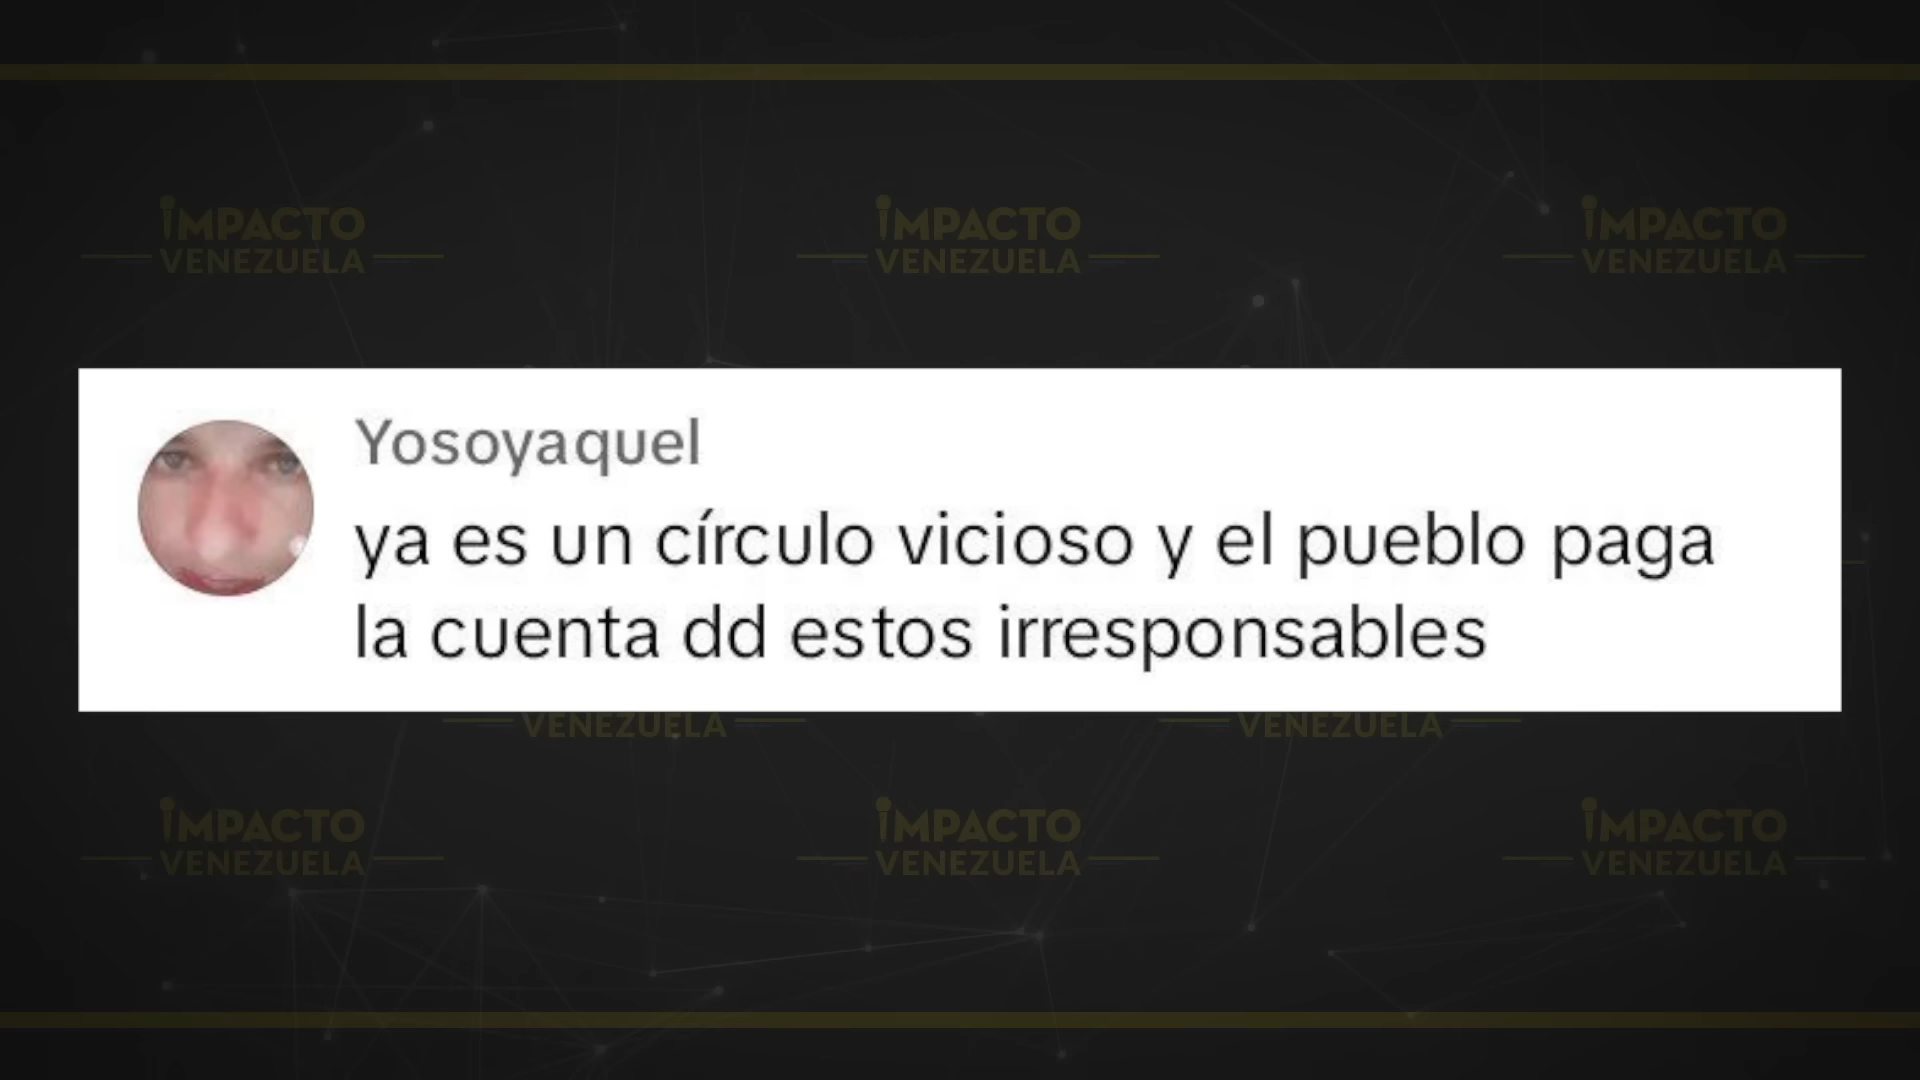 IMPACTO
VENEZUELA
IMPACTO
VENEZUELA
IMPACTO
VENEZUELA
Yosoyaquel
ya es un círculo vicioso y el pueblo paga
la cuenta dd estos irresponsables
VENEZUELA
VENEZUELA
IMPACTO
VENEZUELA
IMPACTO
VENEZUELA
IMPACTO
VENEZUELA